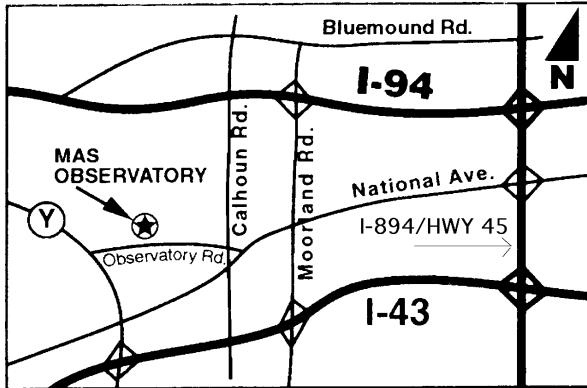 Bluemound Rd.
N
I-94
Calhoun Rd.
Moorland Rd.
MAS
OBSERVATORY
National Ave.
Y
I-894/HWY 45
Observatory Rd.
I-43